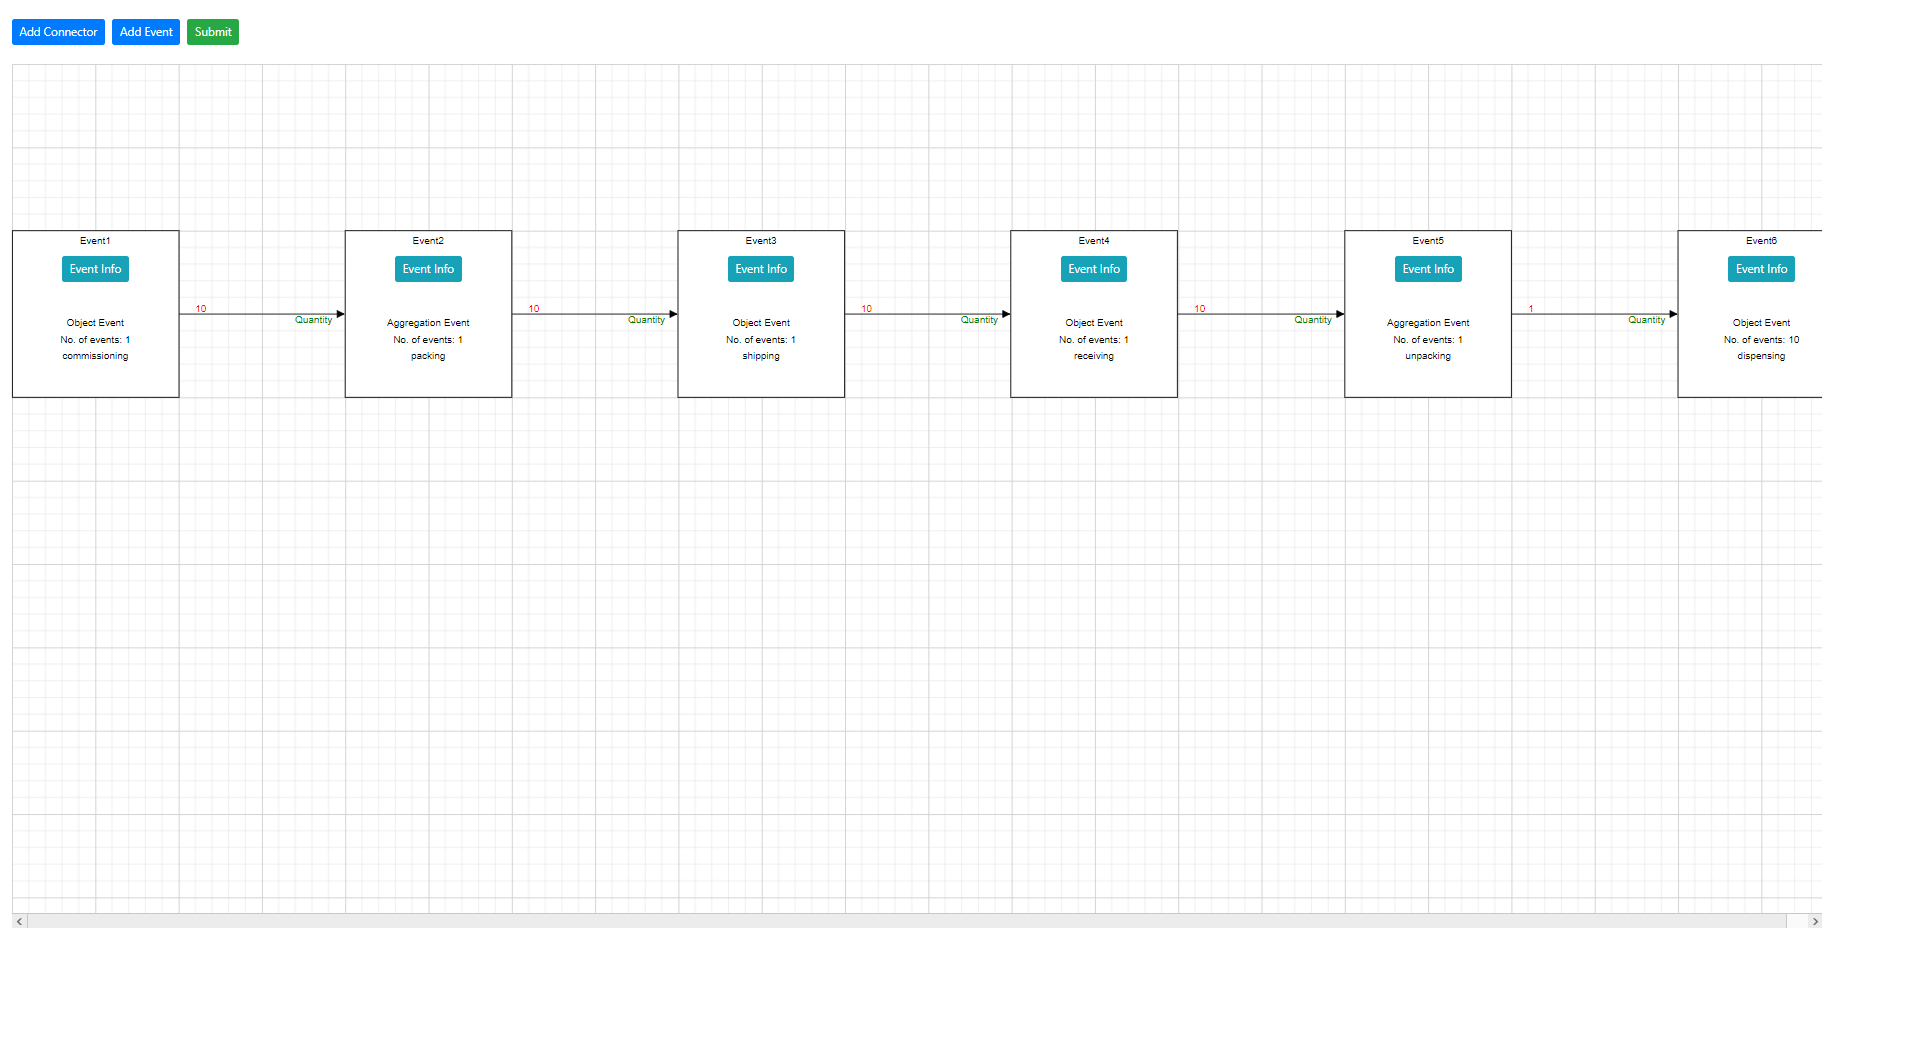 Add Connector Add Event Submit
Event1
Event Info
Object Event
No. of events: 1
commissioning
10
Quantity
Event2
Event Info
Aggregation Event
No. of events: 1
packing
10
Quantity
Event3
Event Info
Object Event
No. of events: 1
shipping
10
Quantity
Event4
Event Info
Object Event
No. of events: 1
receiving
10
Quantity
Event5
Event Info
Aggregation Event
No. of events: 1
unpacking
1
Quantity
Event6
Event Info
Object Event
No. of events: 10
dispensing